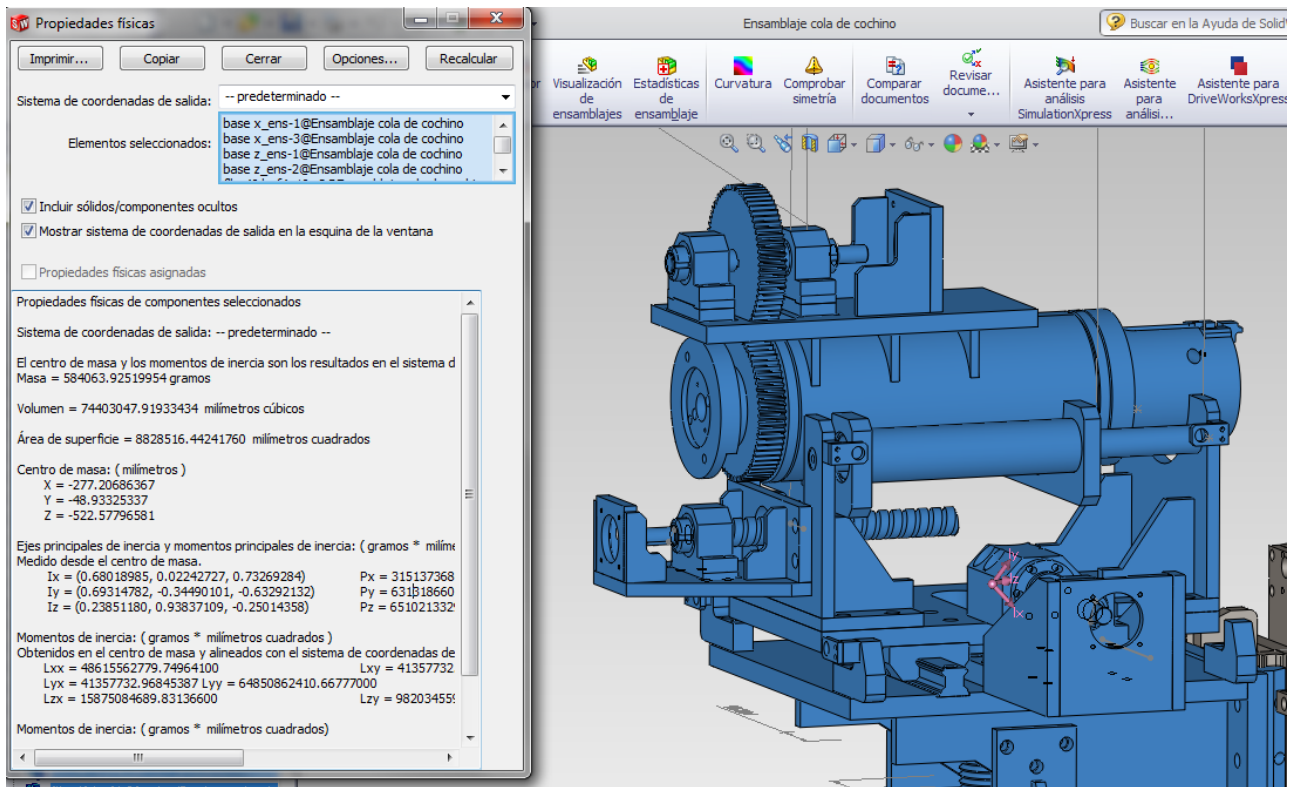 Propiedades físicas
Imprimir...
Copiar
Cerrar
Opciones...
Recalcular
Sistema de coordenadas de salida:
-- predeterminado --
Elementos seleccionados:
base x_ens-1@Ensamblaje cola de cochino
base x_ens-3@Ensamblaje cola de cochino
base z_ens-1@Ensamblaje cola de cochino
base z_ens-2@Ensamblaje cola de cochino
Incluir sólidos/componentes ocultos
Mostrar sistema de coordenadas de salida en la esquina de la ventana
Propiedades físicas asignadas
Propiedades físicas de componentes seleccionados
Sistema de coordenadas de salida: -- predeterminado --
El centro de masa y los momentos de inercia son los resultados en el sistema d
Masa = 584063.92519954 gramos
Volumen = 74403047.91933434 milímetros cúbicos
Área de superficie = 8828516.44241760 milímetros cuadrados
Centro de masa: ( milímetros )
X = -277.20686367
Y = -48.93325337
Z = -522.57796581
Ejes principales de inercia y momentos principales de inercia: ( gramos * milíme
Medido desde el centro de masa.
Ix = (0.68018985, 0.02242727, 0.73269284) Px = 315137368
Iy = (0.69314782, -0.34490101, -0.63292132) Py = 631318660
Iz = (0.23851180, 0.93837109, -0.25014358) Pz = 651021332
Momentos de inercia: ( gramos * milímetros cuadrados )
Obtenidos en el centro de masa y alineados con el sistema de coordenadas de
Lxx = 48615562779.74964100 Lxy = 41357732
Lyx = 41357732.96845387 Lyy = 64850862410.66777000
Lzx = 15875084689.83136600 Lzy = 98203455
Momentos de inercia: ( gramos * milímetros cuadrados)
Ensamblaje cola de cochino
Buscar en la Ayuda de Solid
Visualización de ensamblajes
Estadísticas de ensamblaje
Curvatura
Comprobar simetría
Comparar documentos
Revisar docume...
Asistente para análisis SimulationXpress
Asistente para análisi...
Asistente para DriveWorksXpress
Iy
Iz
Ix